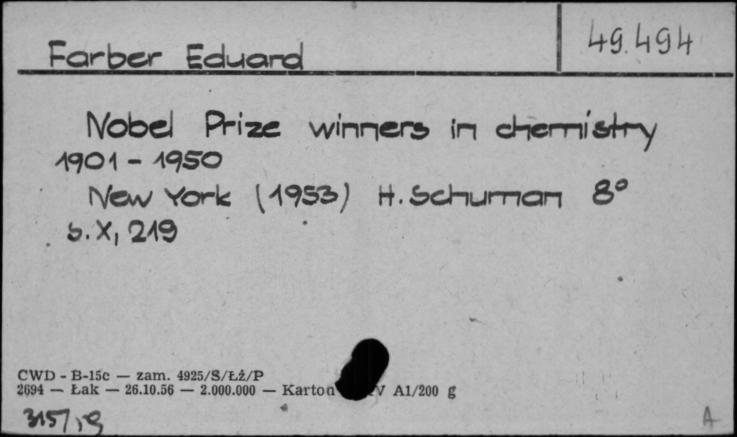 Farber Eduard 49.494
Nobel Prize winners in chemistry
1901 - 1950
New York (1953) H. Schuman 8°
s. X, 219
CWD - B-15c — zam. 4925/S/Łż/P
2694 — Łak — 26.10.56 — 2.000.000 — Karton V A1/200 g
A